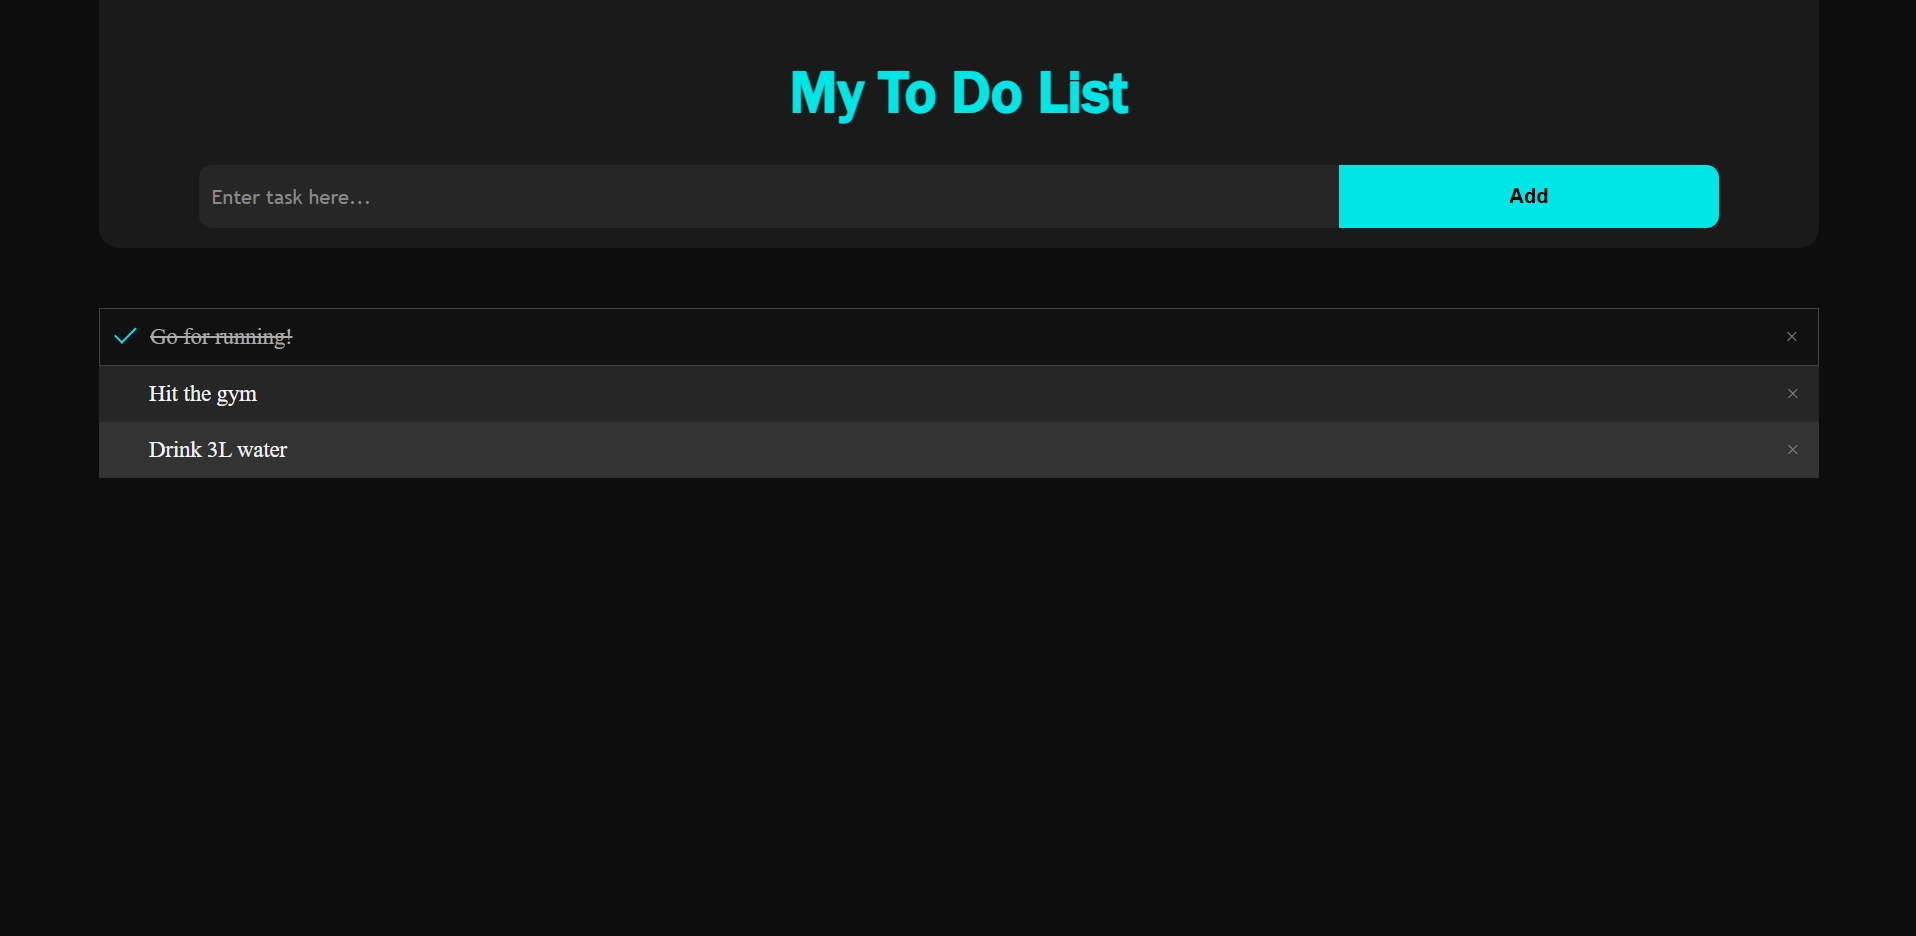 My To Do List
Enter task here...
Add
Go for running!
×
Hit the gym
×
Drink 3L water
×